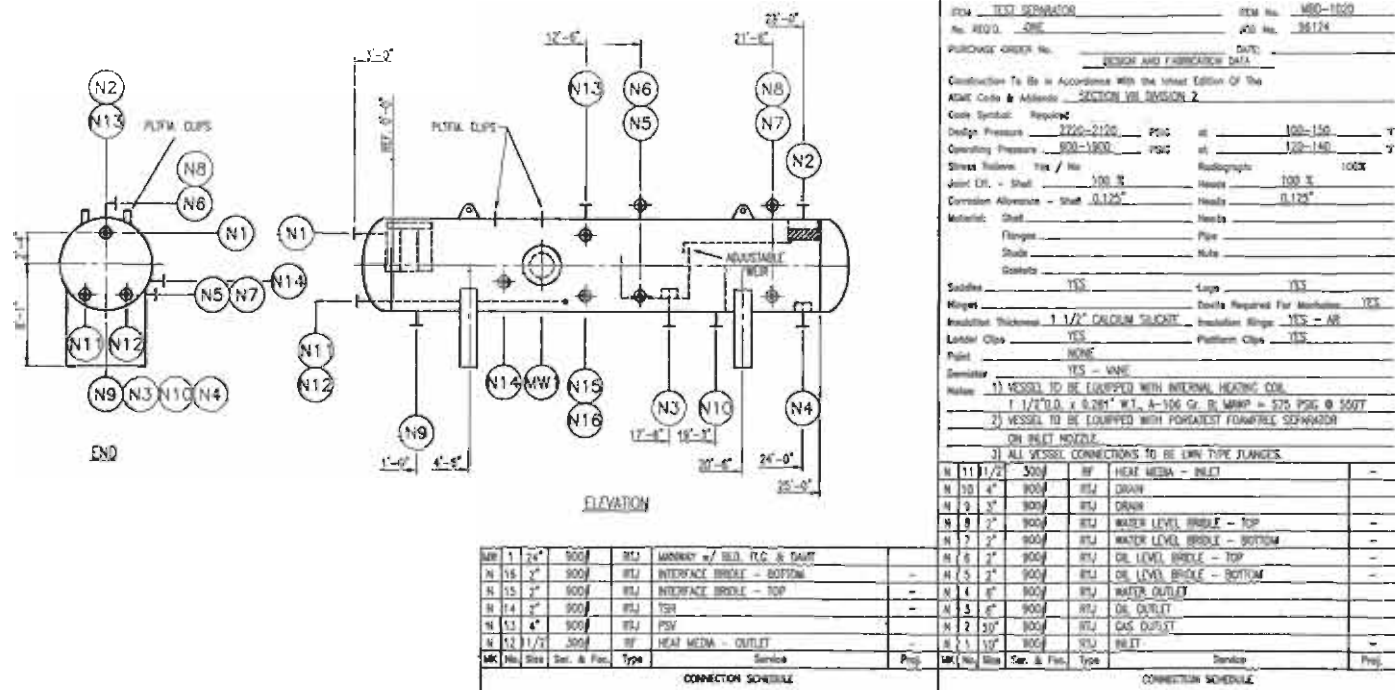 ITEM TEST SEPARATOR ITEM No. MBD-1020
No. REQ'D. ONE JOB No. 96124
PURCHASE ORDER No. DATE:
DESIGN AND FABRICATION DATA
Construction To Be in Accordance With the latest Edition Of The
ASME Code & Addenda SECTION VIII DIVISION 2
Code Symbol: Required
Design Pressure 2220-2120 PSIG at 100-150 °F
Operating Pressure 800-1800 PSIG at 120-140 °F
Stress Relieve: Yes / No Radiograph: 100%
Joint Eff. - Shell 100 % Heads 100 %
Corrosion Allowance - Shell 0.125" Heads 0.125"
Material: Shell Heads
Flanges Pipe
Studs Nuts
Gaskets
Saddles YES Lugs YES
Hinges Davits Required For Manholes YES
Insulation Thickness 1 1/2" CALCIUM SILICATE Insulation Rings YES - AR
Ladder Clips YES Platform Clips YES
Paint NONE
Demister YES - VANE
Notes: 1) VESSEL TO BE EQUIPPED WITH INTERNAL HEATING COIL
1 1/2"O.D. x 0.281" W.T., A-106 Gr. B; MAWP = 575 PSIG @ 550°F
2) VESSEL TO BE EQUIPPED WITH PORTATEST FOAMFREE SEPARATOR
ON INLET NOZZLE.
3) ALL VESSEL CONNECTIONS TO BE LWN TYPE FLANGES.
N 11 1/2 300# RF HEAT MEDIA - INLET -
N 10 4" 900# RTJ DRAIN
N 9 3" 900# RTJ DRAIN
N 8 2" 900# RTJ WATER LEVEL BRIDLE - TOP -
N 7 2" 900# RTJ WATER LEVEL BRIDLE - BOTTOM -
N 6 2" 900# RTJ OIL LEVEL BRIDLE - TOP -
N 5 2" 900# RTJ OIL LEVEL BRIDLE - BOTTOM -
N 4 6" 900# RTJ WATER OUTLET
N 3 6" 900# RTJ OIL OUTLET
N 2 10" 900# RTJ GAS OUTLET
N 1 10" 900# RTJ INLET -
MK No. Size Ser. & Fac. Type Service Proj.
CONNECTION SCHEDULE
MW 1 24" 900# RTJ MANWAY w/ BLD. FLG. & DAVIT
N 16 2" 900# RTJ INTERFACE BRIDLE - BOTTOM -
N 15 2" 900# RTJ INTERFACE BRIDLE - TOP -
N 14 2" 900# RTJ TSH
N 13 4" 900# RTJ PSV
N 12 1/2 300# RF HEAT MEDIA - OUTLET -
MK No. Size Ser. & Fac. Type Service Proj.
CONNECTION SCHEDULE
N2
N13
PLTFM. CLIPS
N8
N6
N1
N14
N5 N7
2'-4"
8'-1"
N11 N12
N9 N3 N10 N4
END
3'-0"
REF. 0'-0"
12'-6"
21'-6"
23'-0"
N13
N6
N5
N8
N7
N2
PLTFM. CLIPS
N1
ADJUSTABLE
WEIR
N11
N12
N9
N14
MW1
N15
N16
N3
N10
N4
1'-0"
4'-6"
17'-6"
19'-3"
20'-6"
24'-0"
25'-0"
ELEVATION